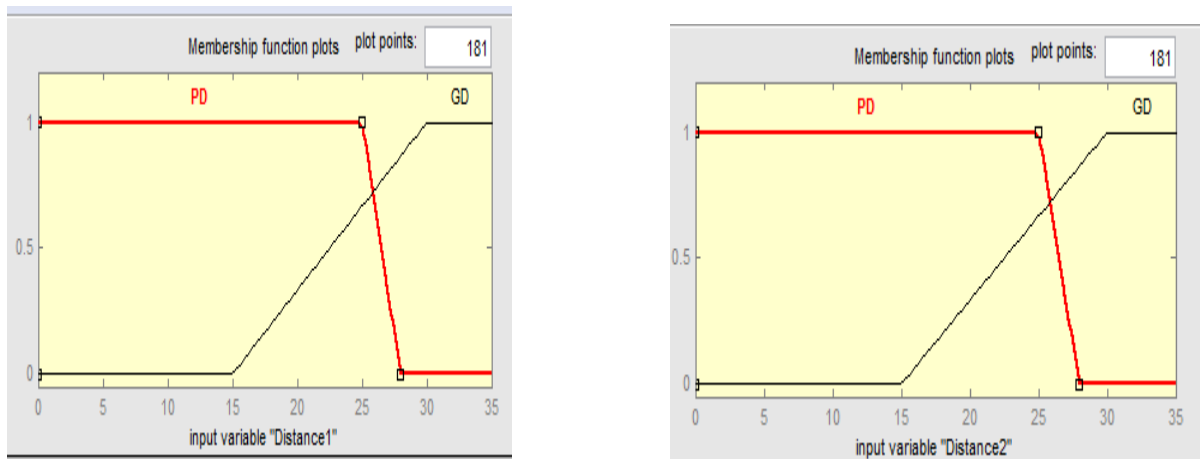 Membership function plots plot points: 181
PD GD
1
0.5
0
0 5 10 15 20 25 30 35
input variable "Distance1"
Membership function plots plot points: 181
PD GD
1
0.5
0
0 5 10 15 20 25 30 35
input variable "Distance2"